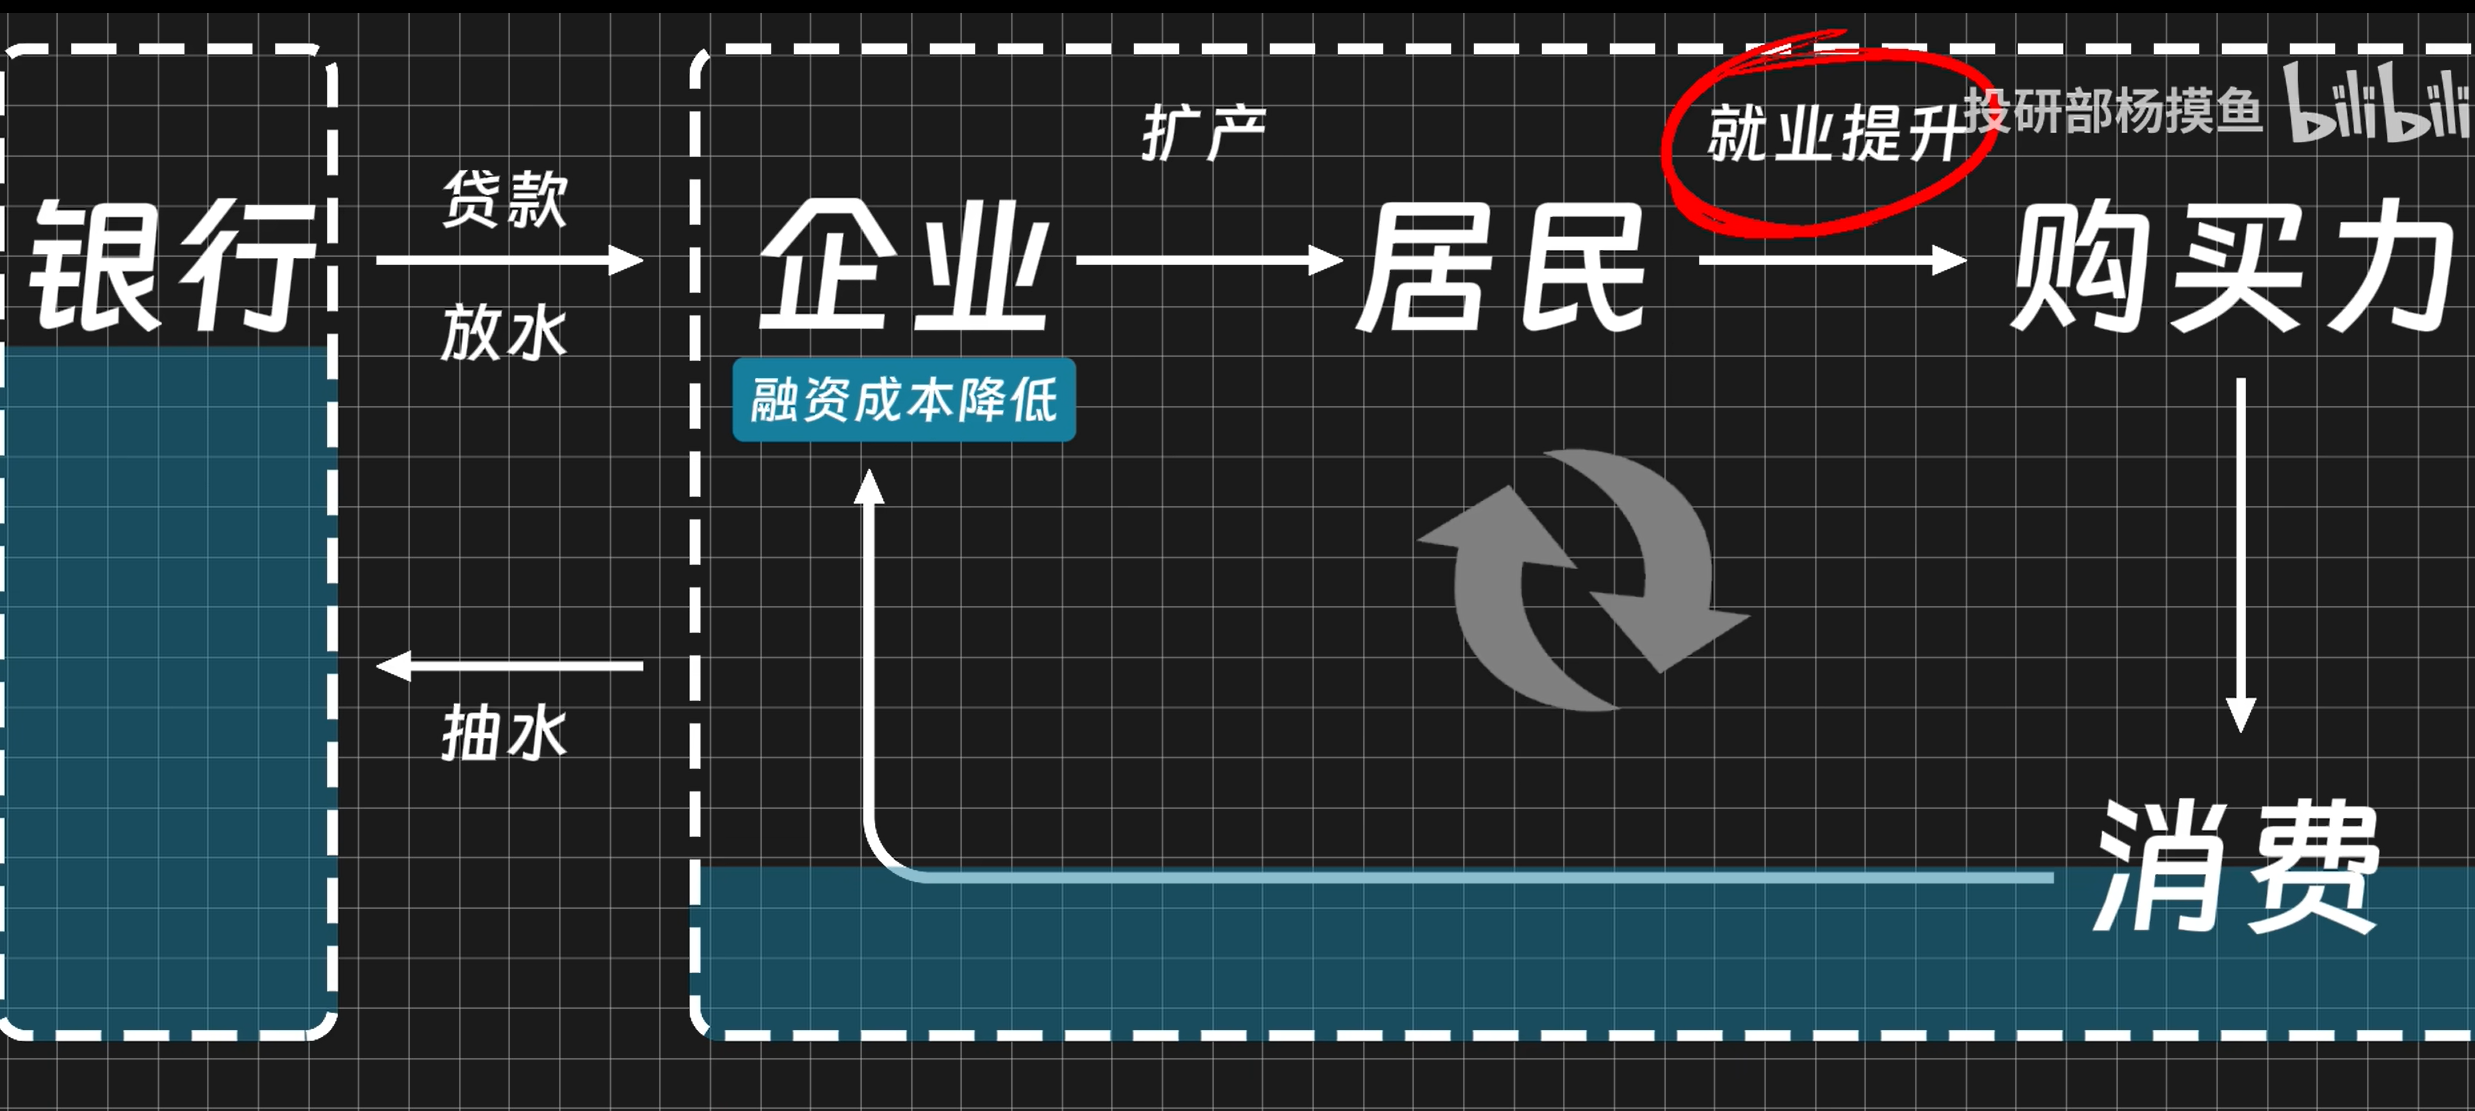 投研部杨摸鱼 bilibili
扩产
就业提升
贷款
银行
企业
居民
购买力
放水
融资成本降低
抽水
消费